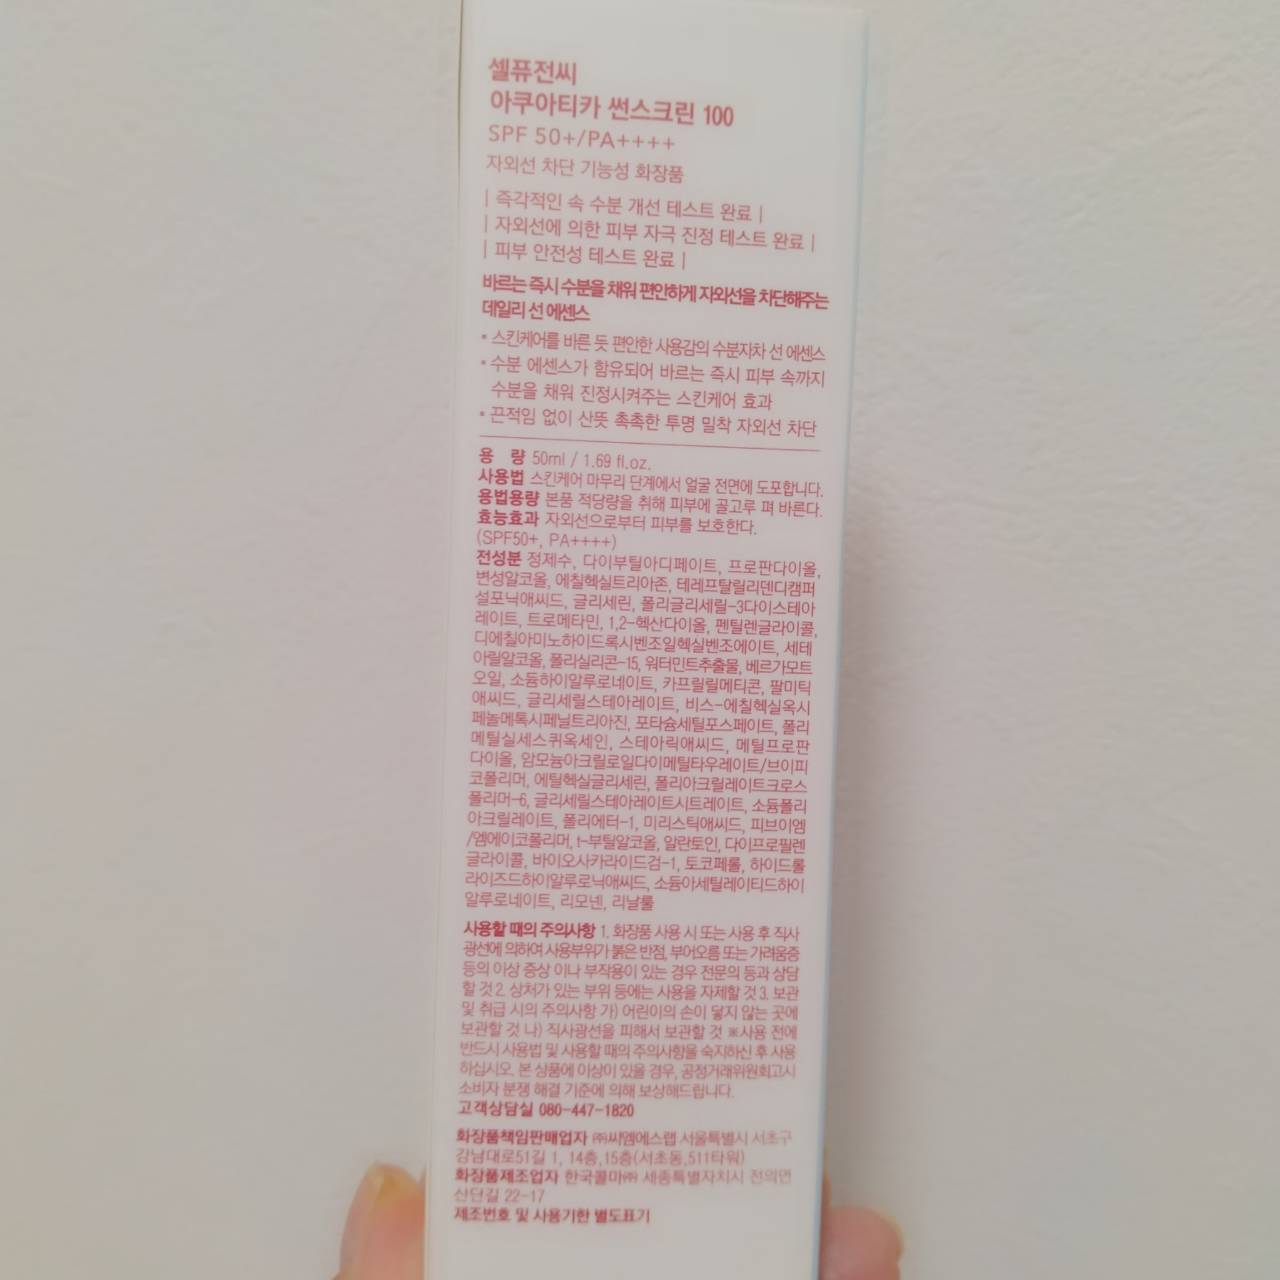 셀퓨전씨
아쿠아티카 썬스크린 100
SPF 50+/PA++++
자외선 차단 기능성 화장품
| 즉각적인 속 수분 개선 테스트 완료 |
| 자외선에 의한 피부 자극 진정 테스트 완료 |
| 피부 안전성 테스트 완료 |
바르는 즉시 수분을 채워 편안하게 자외선을 차단해주는
데일리 선 에센스
• 스킨케어를 바른 듯 편안한 사용감의 수분자차 선 에센스
• 수분 에센스가 함유되어 바르는 즉시 피부 속까지
수분을 채워 진정시켜주는 스킨케어 효과
• 끈적임 없이 산뜻 촉촉한 투명 밀착 자외선 차단
용 량 50ml / 1.69 fl.oz.
사용법 스킨케어 마무리 단계에서 얼굴 전면에 도포합니다.
용법용량 본품 적당량을 취해 피부에 골고루 펴 바른다.
효능효과 자외선으로부터 피부를 보호한다.
(SPF50+, PA++++)
전성분 정제수, 다이부틸아디페이트, 프로판다이올,
변성알코올, 에칠헥실트리아존, 테레프탈릴리덴디캠퍼
설포닉애씨드, 글리세린, 폴리글리세릴-3다이스테아
레이트, 트로메타민, 1,2-헥산다이올, 펜틸렌글라이콜,
디에칠아미노하이드록시벤조일헥실벤조에이트, 세테
아릴알코올, 폴리실리콘-15, 워터민트추출물, 베르가모트
오일, 소듐하이알루로네이트, 카프릴릴메티콘, 팔미틱
애씨드, 글리세릴스테아레이트, 비스-에칠헥실옥시
페놀메톡시페닐트리아진, 포타슘세틸포스페이트, 폴리
메틸실세스퀴옥세인, 스테아릭애씨드, 메틸프로판
다이올, 암모늄아크릴로일다이메틸타우레이트/브이피
코폴리머, 에틸헥실글리세린, 폴리아크릴레이트크로스
폴리머-6, 글리세릴스테아레이트시트레이트, 소듐폴리
아크릴레이트, 폴리에터-1, 미리스틱애씨드, 피브이엠
/엠에이코폴리머, t-부틸알코올, 알란토인, 다이프로필렌
글라이콜, 바이오사카라이드검-1, 토코페롤, 하이드롤
라이즈드하이알루로닉애씨드, 소듐아세틸레이티드하이
알루로네이트, 리모넨, 리날룰
사용할 때의 주의사항 1. 화장품 사용 시 또는 사용 후 직사
광선에 의하여 사용부위가 붉은 반점, 부어오름 또는 가려움증
등의 이상 증상 이나 부작용이 있는 경우 전문의 등과 상담
할 것 2. 상처가 있는 부위 등에는 사용을 자제할 것 3. 보관
및 취급 시의 주의사항 가) 어린이의 손이 닿지 않는 곳에
보관할 것 나) 직사광선을 피해서 보관할 것 ※사용 전에
반드시 사용법 및 사용할 때의 주의사항을 숙지하신 후 사용
하십시오. 본 상품에 이상이 있을 경우, 공정거래위원회고시
소비자 분쟁 해결 기준에 의해 보상해드립니다.
고객상담실 080-447-1820
화장품책임판매업자 ㈜씨엠에스랩 서울특별시 서초구
강남대로51길 1, 14층,15층(서초동,511타워)
화장품제조업자 한국콜마㈜ 세종특별자치시 전의면
산단길 22-17
제조번호 및 사용기한 별도표기